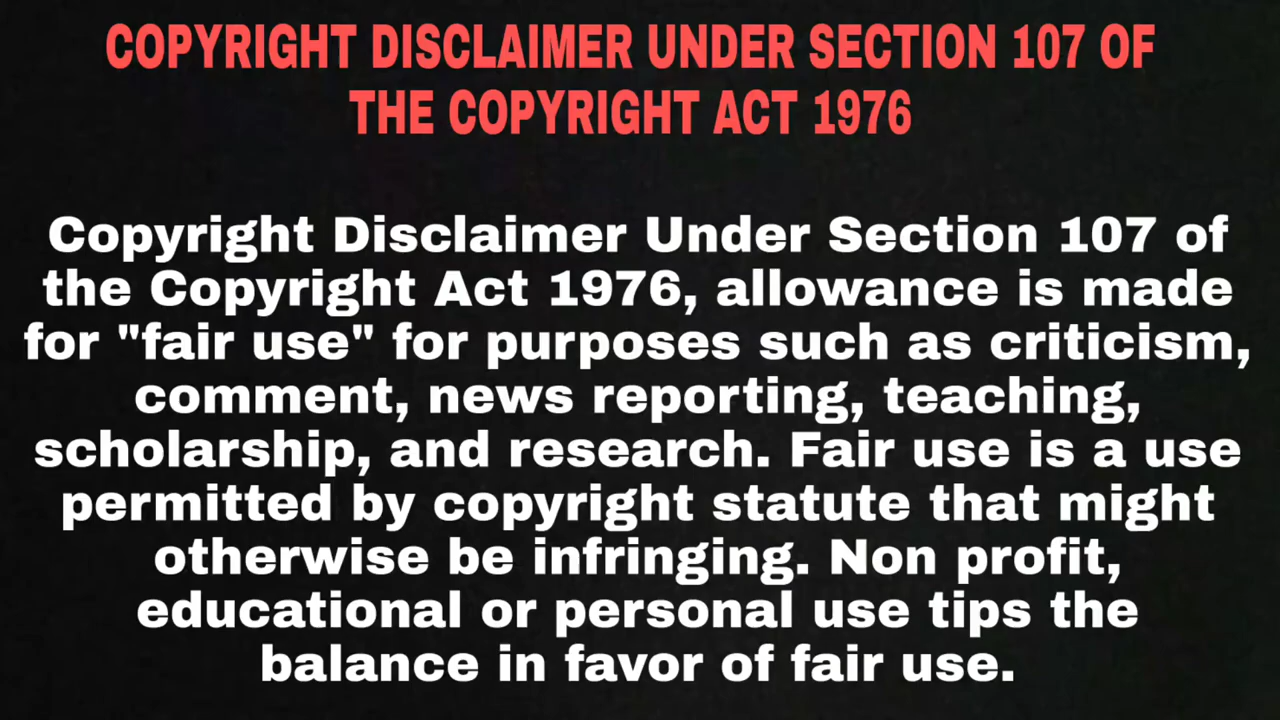 COPYRIGHT DISCLAIMER UNDER SECTION 107 OF
THE COPYRIGHT ACT 1976
Copyright Disclaimer Under Section 107 of
the Copyright Act 1976, allowance is made
for "fair use" for purposes such as criticism,
comment, news reporting, teaching,
scholarship, and research. Fair use is a use
permitted by copyright statute that might
otherwise be infringing. Non profit,
educational or personal use tips the
balance in favor of fair use.